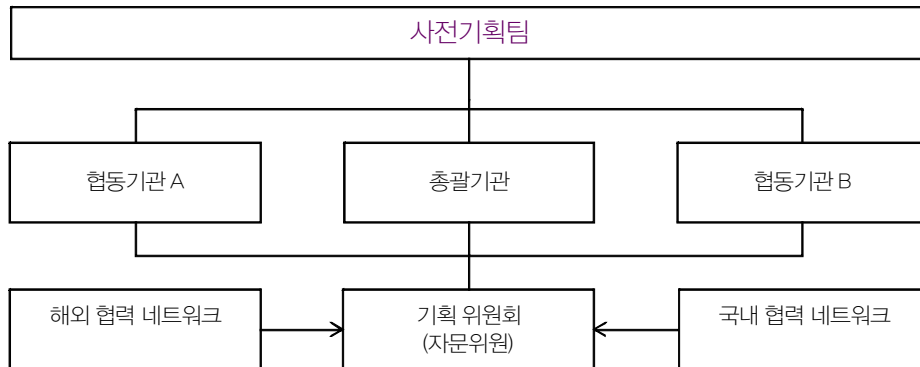 사전기획팀
협동기관 A
총괄기관
협동기관 B
해외 협력 네트워크
기획 위원회
(자문위원)
국내 협력 네트워크